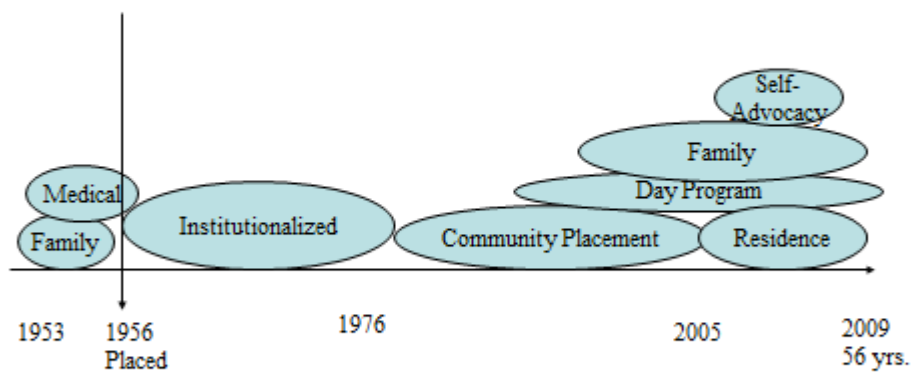 Self-
Advocacy
Family
Day Program
Medical
Institutionalized
Community Placement
Residence
Family
1953
1956
Placed
1976
2005
2009
56 yrs.